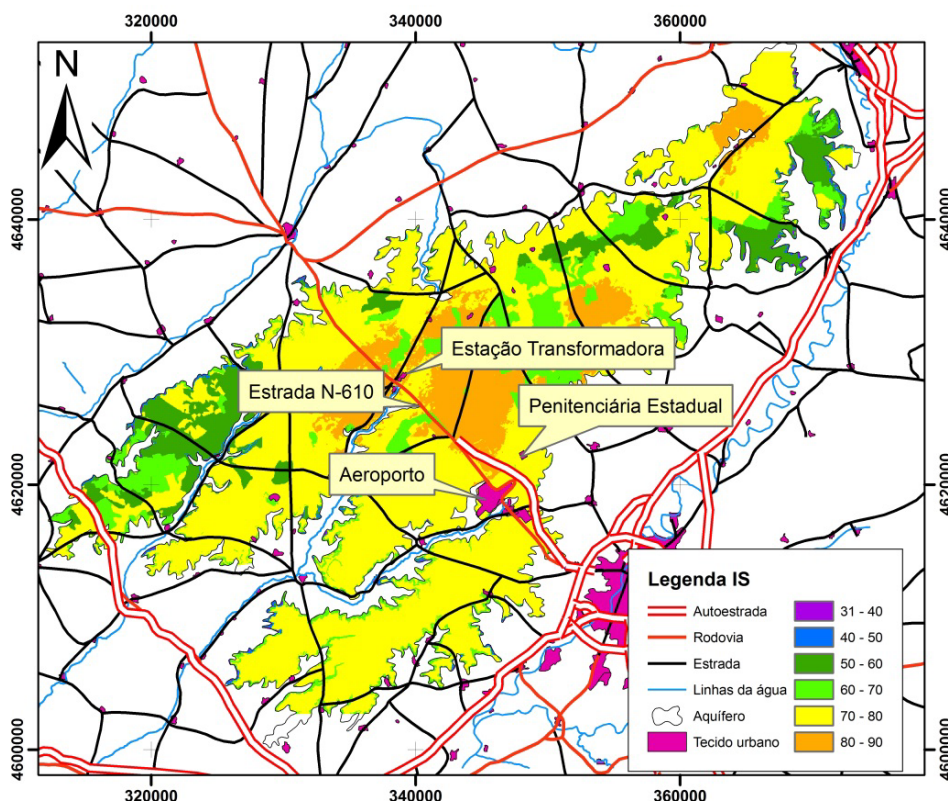 320000
340000
360000
N
4640000
4640000
Estação Transformadora
Estrada N-610
Penitenciária Estadual
Aeroporto
4620000
4620000
Legenda IS
Autoestrada
31 - 40
Rodovia
40 - 50
Estrada
50 - 60
Linhas da água
60 - 70
Aquífero
70 - 80
Tecido urbano
80 - 90
4600000
4600000
320000
340000
360000